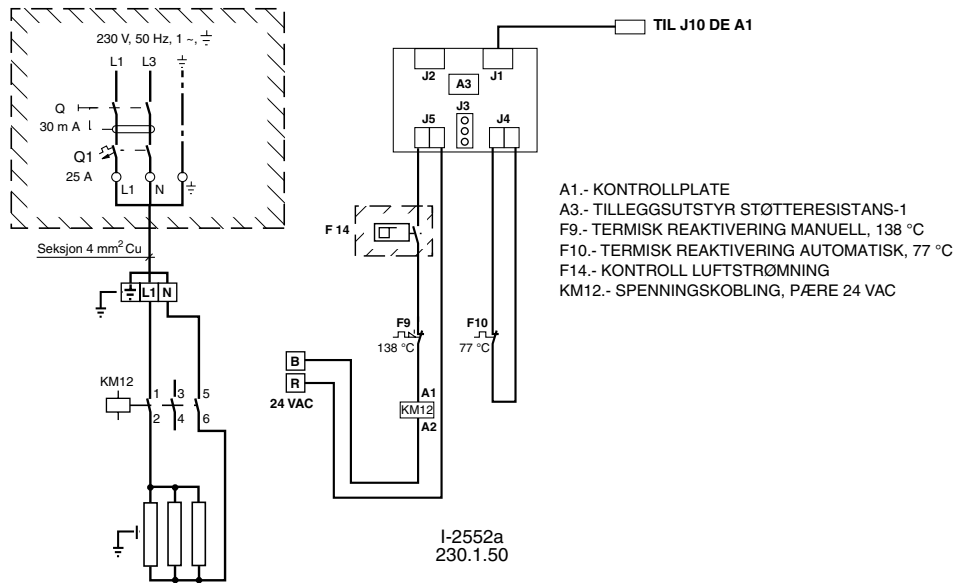 230 V, 50 Hz, 1 ~,
L1 L3
Q
30 m A
Q1
25 A
L1 N
Seksjon 4 mm² Cu
L1 N
KM12
1 3 5
2 4 6
TIL J10 DE A1
J2 J1
A3
J3
J5 J4
F 14
F9
138 °C
F10
77 °C
B
R
24 VAC
A1
KM12
A2
A1.- KONTROLLPLATE
A3.- TILLEGGSUTSTYR STØTTERESISTANS-1
F9.- TERMISK REAKTIVERING MANUELL, 138 °C
F10.- TERMISK REAKTIVERING AUTOMATISK, 77 °C
F14.- KONTROLL LUFTSTRØMNING
KM12.- SPENNINGSKOBLING, PÆRE 24 VAC
I-2552a
230.1.50